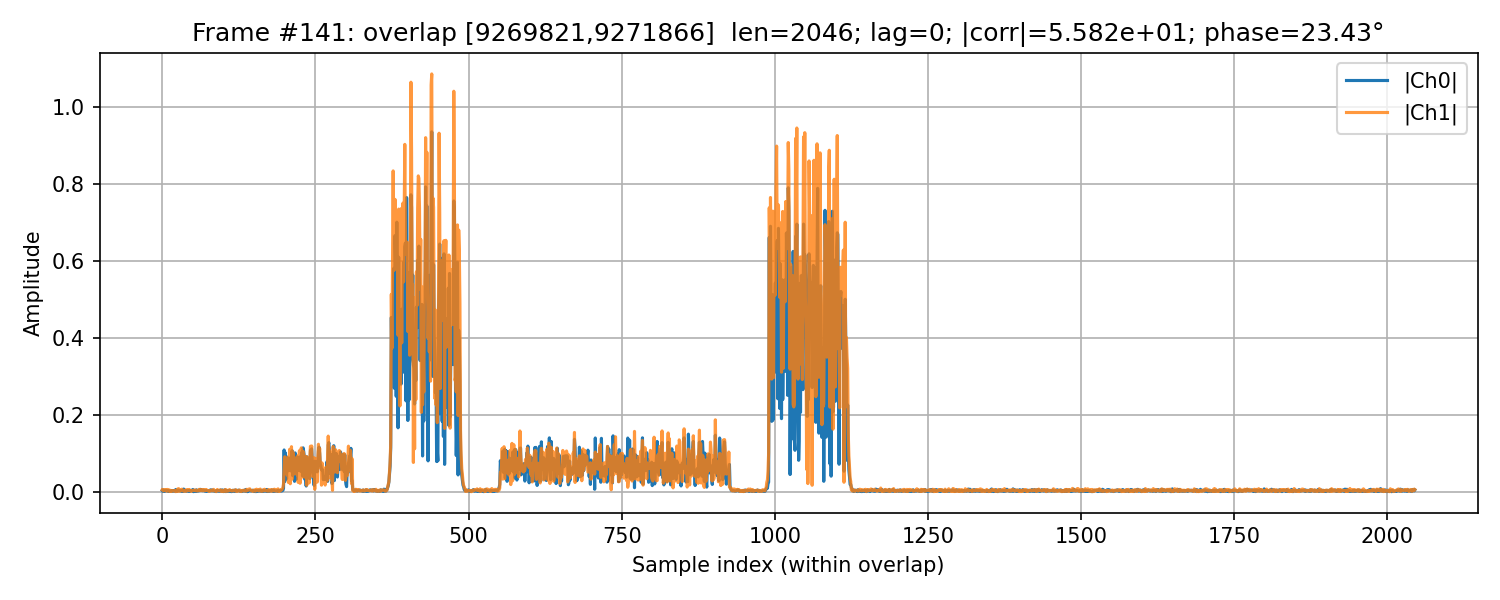 Frame #141: overlap [9269821,9271866]  len=2046; lag=0; |corr|=5.582e+01; phase=23.43°
|Ch0|
|Ch1|
Amplitude
1.0
0.8
0.6
0.4
0.2
0.0
0 250 500 750 1000 1250 1500 1750 2000
Sample index (within overlap)